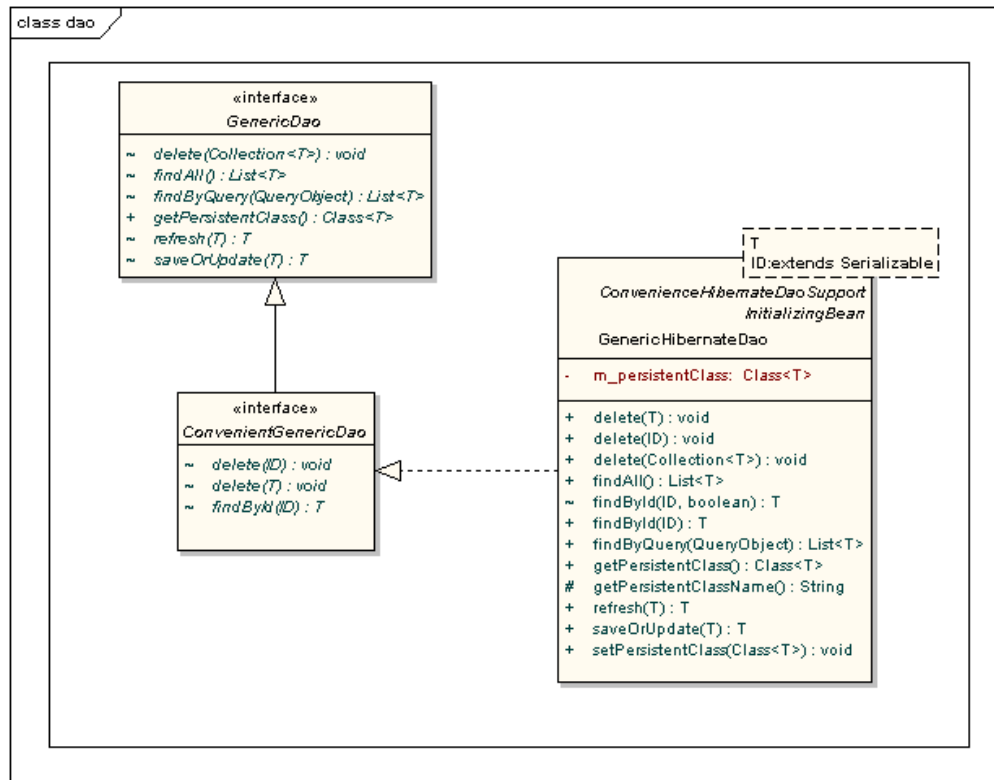 class dao
«interface»
GenericDao
~ delete(Collection<T>) : void
~ findAll() : List<T>
~ findByQuery(QueryObject) : List<T>
+ getPersistentClass() : Class<T>
~ refresh(T) : T
~ saveOrUpdate(T) : T
«interface»
ConvenientGenericDao
~ delete(ID) : void
~ delete(T) : void
~ findById(ID) : T
T
ID:extends Serializable
ConvenienceHibernateDaoSupport
InitializingBean
GenericHibernateDao
- m_persistentClass: Class<T>
+ delete(T) : void
+ delete(ID) : void
+ delete(Collection<T>) : void
+ findAll() : List<T>
~ findById(ID, boolean) : T
+ findById(ID) : T
+ findByQuery(QueryObject) : List<T>
+ getPersistentClass() : Class<T>
# getPersistentClassName() : String
+ refresh(T) : T
+ saveOrUpdate(T) : T
+ setPersistentClass(Class<T>) : void